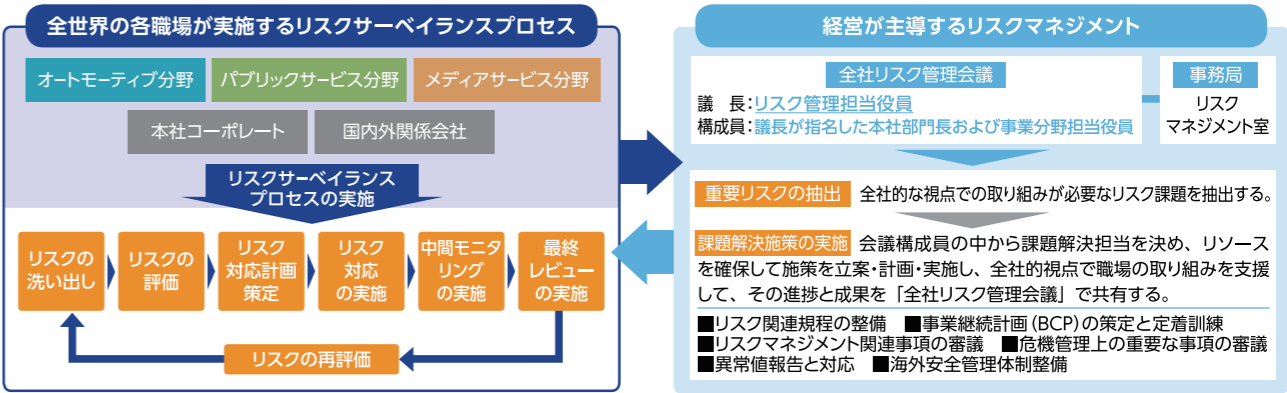 全世界の各職場が実施するリスクサーベイランスプロセス
オートモーティブ分野
パブリックサービス分野
メディアサービス分野
本社コーポレート
国内外関係会社
リスクサーベイランス
プロセスの実施
リスクの
洗い出し
リスクの
評価
リスク
対応計画
策定
リスク
対応
の実施
中間モニタ
リング
の実施
最終
レビュー
の実施
リスクの再評価
経営が主導するリスクマネジメント
全社リスク管理会議
議　長：リスク管理担当役員
構成員：議長が指名した本社部門長および事業分野担当役員
事務局
リスク
マネジメント室
重要リスクの抽出　全社的な視点での取り組みが必要なリスク課題を抽出する。
課題解決施策の実施　会議構成員の中から課題解決担当を決め、リソース
を確保して施策を立案・計画・実施し、全社的視点で職場の取り組みを支援
して、その進捗と成果を「全社リスク管理会議」で共有する。
■リスク関連規程の整備　■事業継続計画（BCP）の策定と定着訓練
■リスクマネジメント関連事項の審議　■危機管理上の重要な事項の審議
■異常値報告と対応　■海外安全管理体制整備